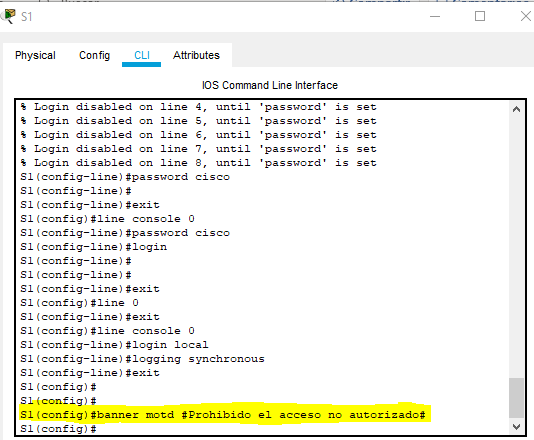 S1
Physical Config CLI Attributes
IOS Command Line Interface
% Login disabled on line 4, until 'password' is set
% Login disabled on line 5, until 'password' is set
% Login disabled on line 6, until 'password' is set
% Login disabled on line 7, until 'password' is set
% Login disabled on line 8, until 'password' is set
S1(config-line)#password cisco
S1(config-line)#
S1(config-line)#exit
S1(config)#line console 0
S1(config-line)#password cisco
S1(config-line)#login
S1(config-line)#
S1(config-line)#
S1(config-line)#exit
S1(config)#line 0
S1(config-line)#exit
S1(config)#line console 0
S1(config-line)#login local
S1(config-line)#logging synchronous
S1(config-line)#exit
S1(config)#
S1(config)#
S1(config)#banner motd #Prohibido el acceso no autorizado#
S1(config)#